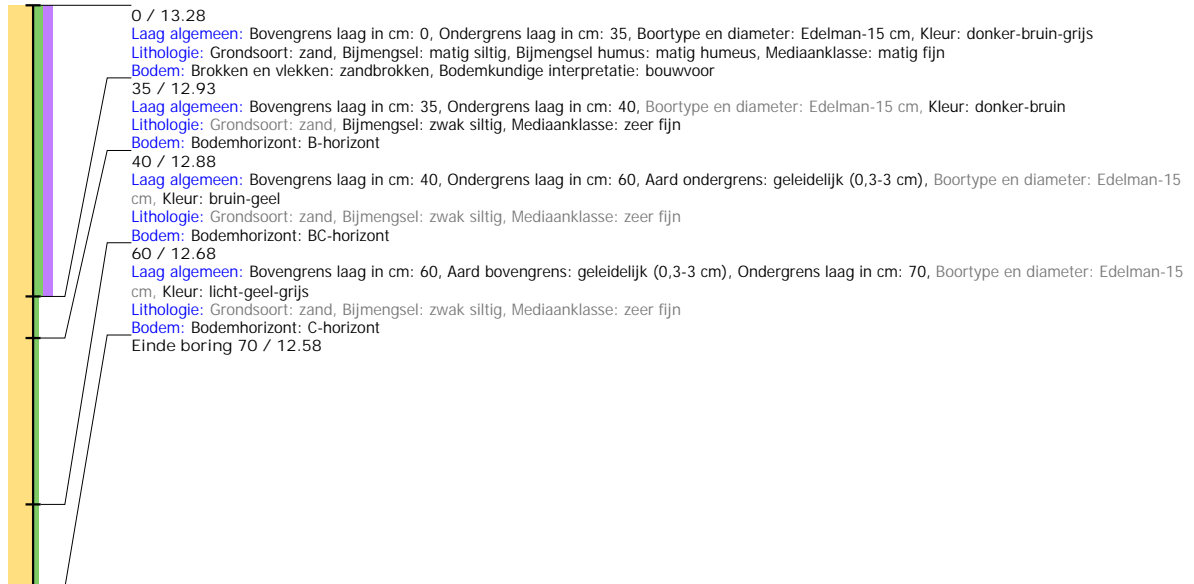 0 / 13.28
Laag algemeen: Bovengrens laag in cm: 0, Ondergrens laag in cm: 35, Boortype en diameter: Edelman-15 cm, Kleur: donker-bruin-grijs
Lithologie: Grondsoort: zand, Bijmengsel: matig siltig, Bijmengsel humus: matig humeus, Mediaanklasse: matig fijn
Bodem: Brokken en vlekken: zandbrokken, Bodemkundige interpretatie: bouwvoor
35 / 12.93
Laag algemeen: Bovengrens laag in cm: 35, Ondergrens laag in cm: 40, Boortype en diameter: Edelman-15 cm, Kleur: donker-bruin
Lithologie: Grondsoort: zand, Bijmengsel: zwak siltig, Mediaanklasse: zeer fijn
Bodem: Bodemhorizont: B-horizont
40 / 12.88
Laag algemeen: Bovengrens laag in cm: 40, Ondergrens laag in cm: 60, Aard ondergrens: geleidelijk (0,3-3 cm), Boortype en diameter: Edelman-15
cm, Kleur: bruin-geel
Lithologie: Grondsoort: zand, Bijmengsel: zwak siltig, Mediaanklasse: zeer fijn
Bodem: Bodemhorizont: BC-horizont
60 / 12.68
Laag algemeen: Bovengrens laag in cm: 60, Aard bovengrens: geleidelijk (0,3-3 cm), Ondergrens laag in cm: 70, Boortype en diameter: Edelman-15
cm, Kleur: licht-geel-grijs
Lithologie: Grondsoort: zand, Bijmengsel: zwak siltig, Mediaanklasse: zeer fijn
Bodem: Bodemhorizont: C-horizont
Einde boring 70 / 12.58